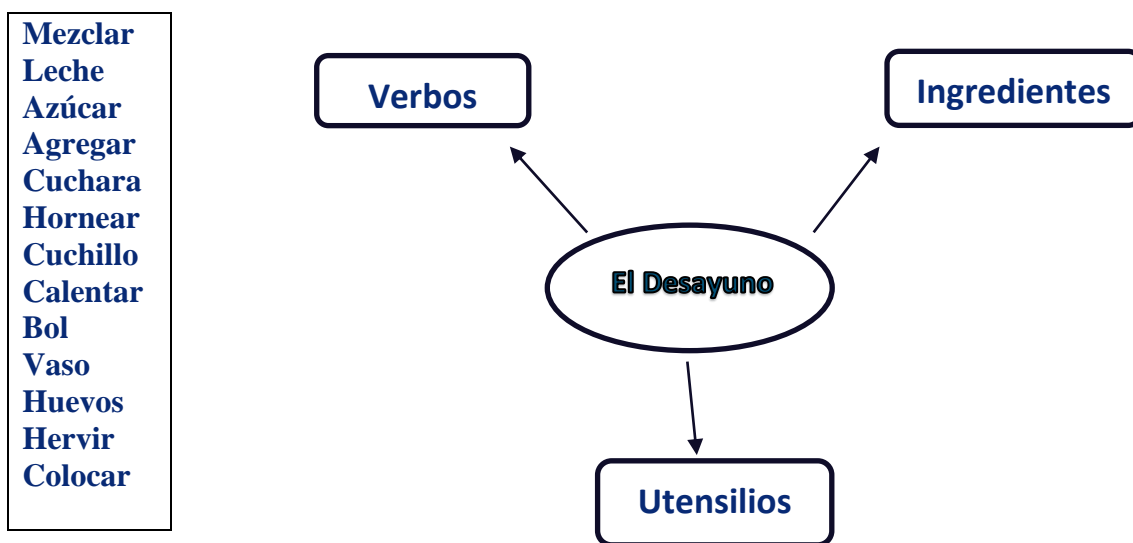 Mezclar
Leche
Azúcar
Agregar
Cuchara
Hornear
Cuchillo
Calentar
Bol
Vaso
Huevos
Hervir
Colocar
Verbos
Ingredientes
El Desayuno
Utensilios